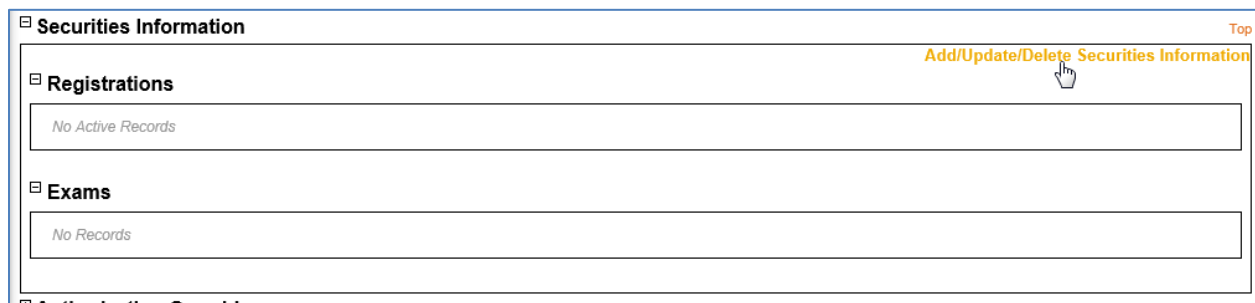 Securities Information
Top
Add/Update/Delete Securities Information
Registrations
No Active Records
Exams
No Records